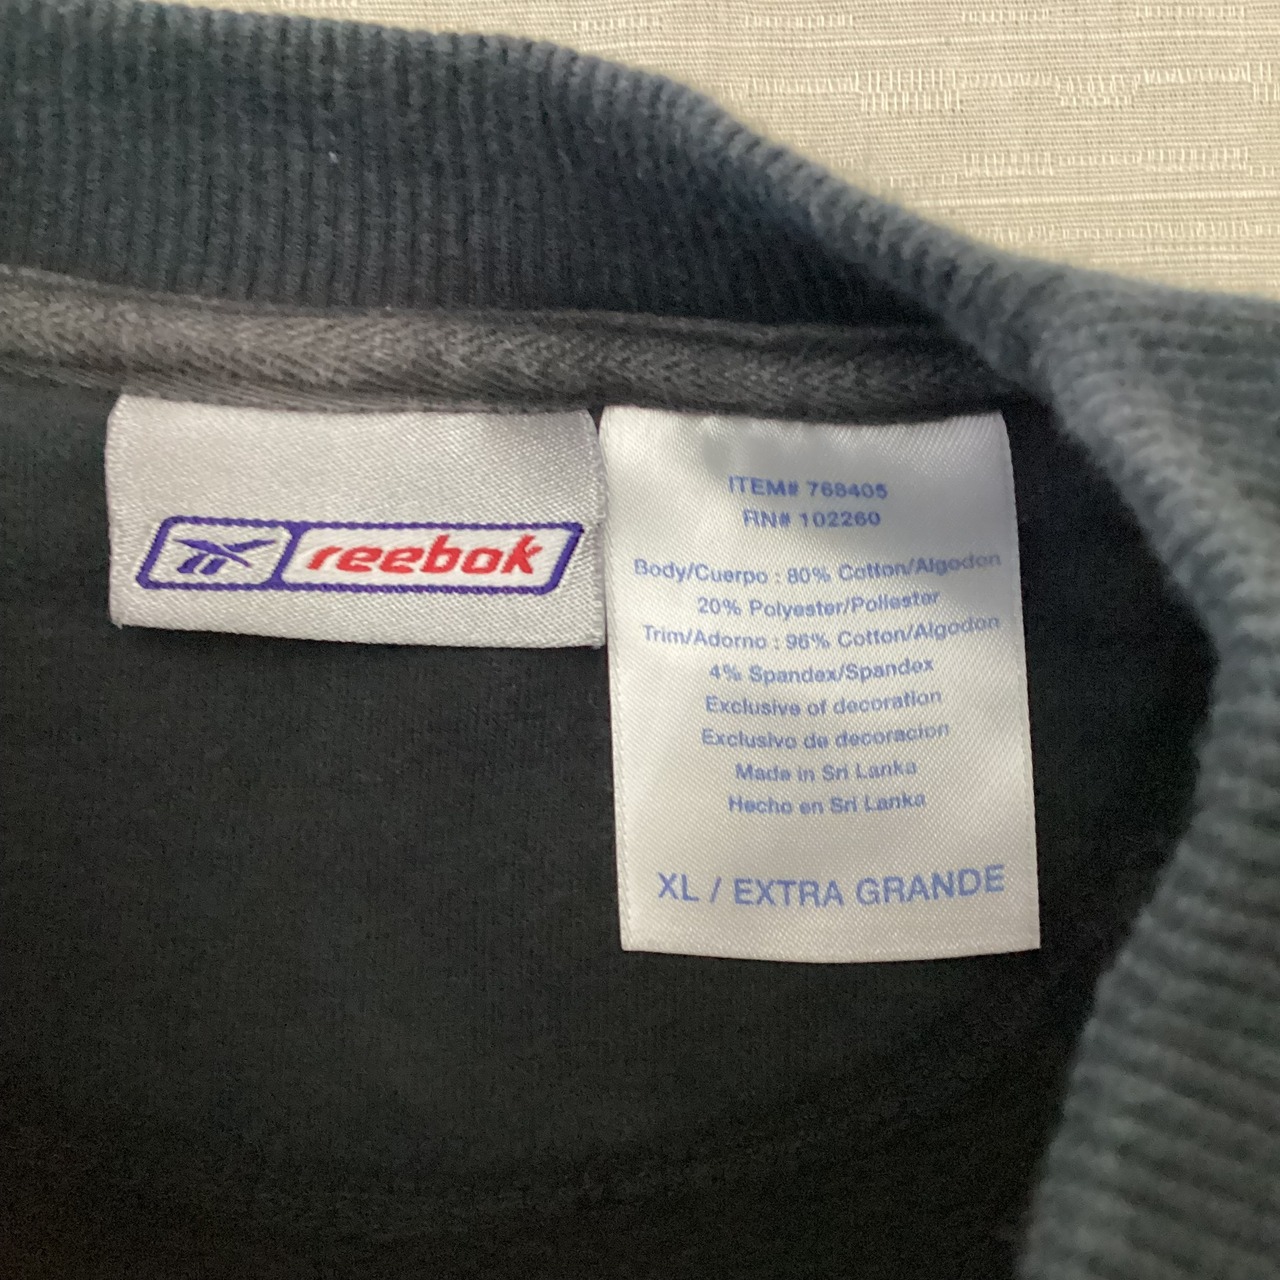 reebok
ITEM# 768405
RN# 102260
Body/Cuerpo : 80% Cotton/Algodon
20% Polyester/Poliester
Trim/Adorno : 96% Cotton/Algodon
4% Spandex/Spandex
Exclusive of decoration
Exclusivo de decoracion
Made in Sri Lanka
Hecho en Sri Lanka
XL / EXTRA GRANDE